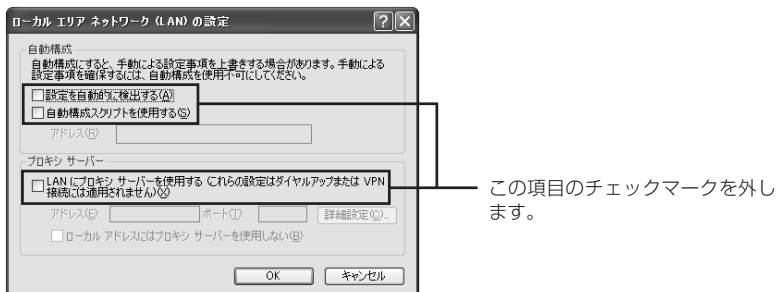 ローカル エリア ネットワーク (LAN) の設定
自動構成
自動構成にすると、手動による設定事項を上書きする場合があります。手動による
設定事項を確保するには、自動構成を使用不可にしてください。
設定を自動的に検出する(A)
自動構成スクリプトを使用する(S)
アドレス(R):
プロキシ サーバー
LAN にプロキシ サーバーを使用する (これらの設定はダイヤルアップまたは VPN
接続には適用されません)(X)
アドレス(E):
ポート(T):
詳細設定(C)...
ローカル アドレスにはプロキシ サーバーを使用しない(B)
OK
キャンセル
この項目のチェックマークを外し
ます。